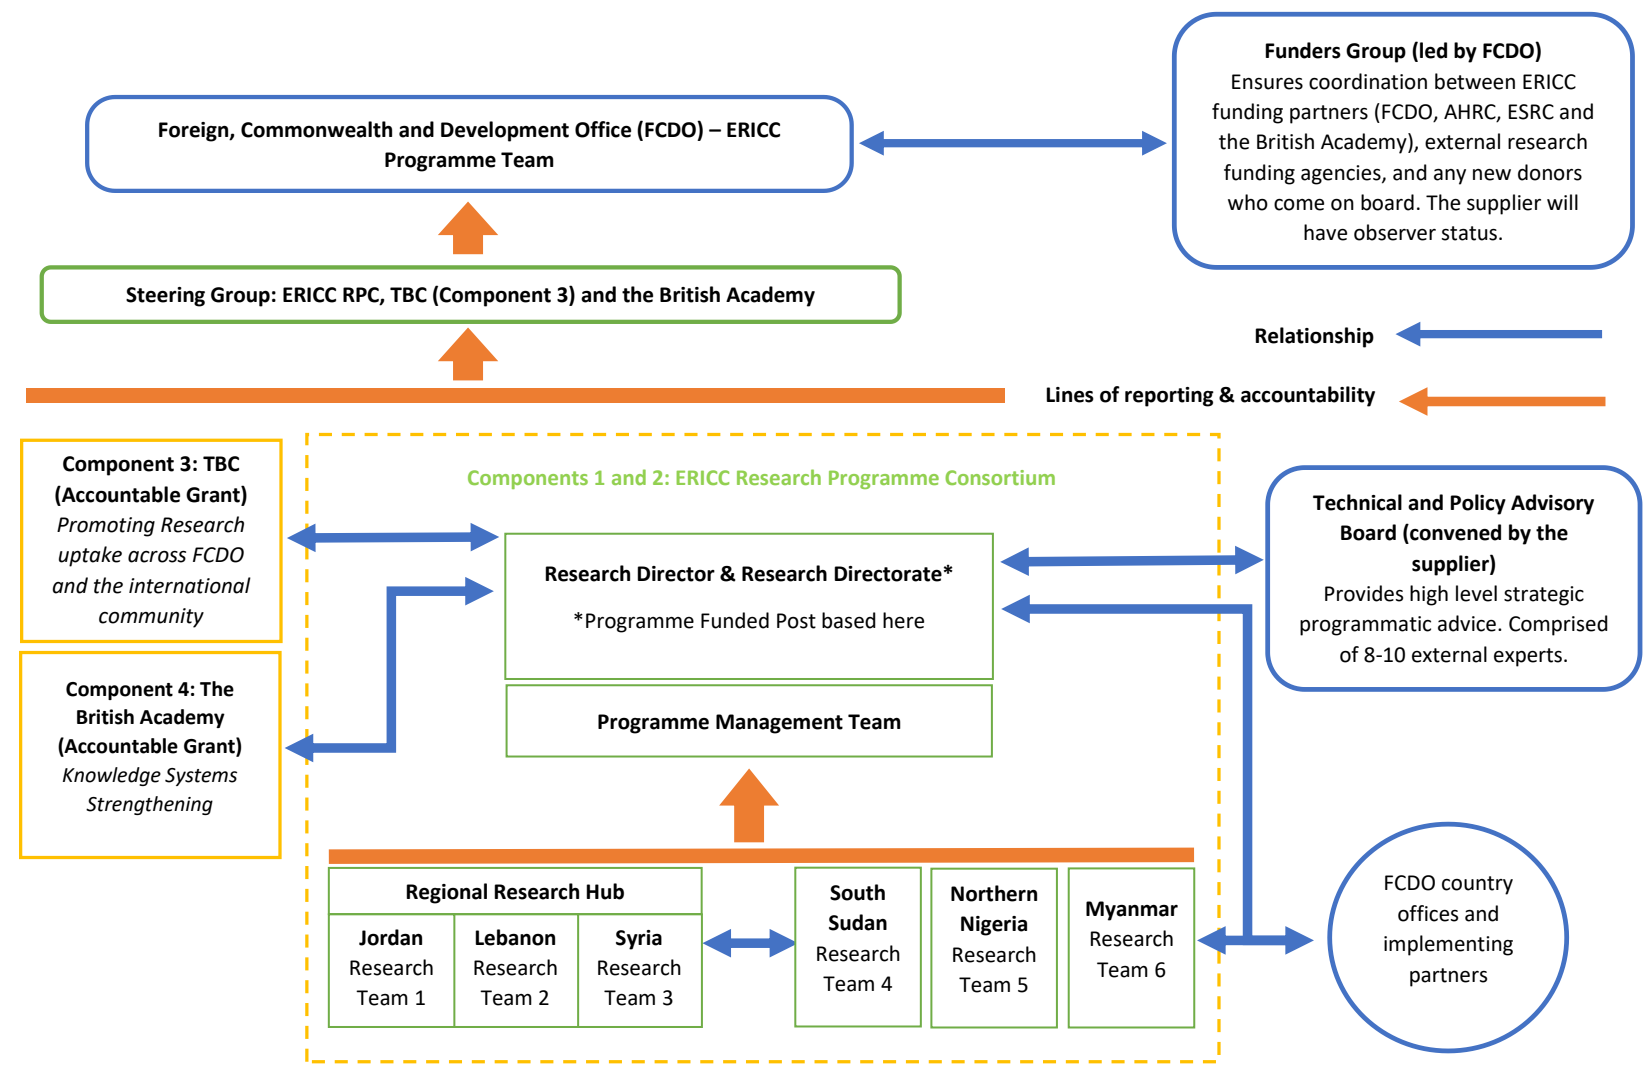 Funders Group (led by FCDO)
Ensures coordination between ERICC
funding partners (FCDO, AHRC, ESRC and
the British Academy), external research
funding agencies, and any new donors
who come on board. The supplier will
have observer status.
Foreign, Commonwealth and Development Office (FCDO) – ERICC
Programme Team
Steering Group: ERICC RPC, TBC (Component 3) and the British Academy
Relationship
Lines of reporting & accountability
Component 3: TBC
(Accountable Grant)
Promoting Research
uptake across FCDO
and the international
community
Component 4: The
British Academy
(Accountable Grant)
Knowledge Systems
Strengthening
Components 1 and 2: ERICC Research Programme Consortium
Research Director & Research Directorate*
*Programme Funded Post based here
Programme Management Team
Technical and Policy Advisory
Board (convened by the
supplier)
Provides high level strategic
programmatic advice. Comprised
of 8-10 external experts.
Regional Research Hub
Jordan
Research
Team 1
Lebanon
Research
Team 2
Syria
Research
Team 3
South
Sudan
Research
Team 4
Northern
Nigeria
Research
Team 5
Myanmar
Research
Team 6
FCDO country
offices and
implementing
partners